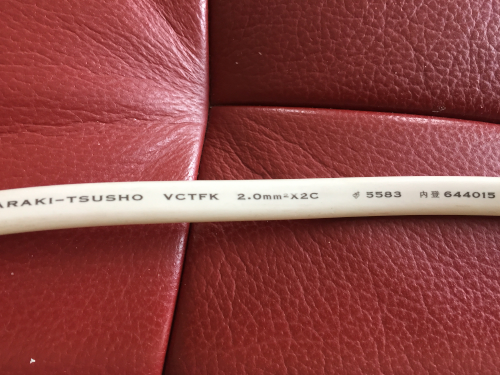 ARAKI-TSUSHO VCTFK 2.0mm²X2C 5583 内登 644015